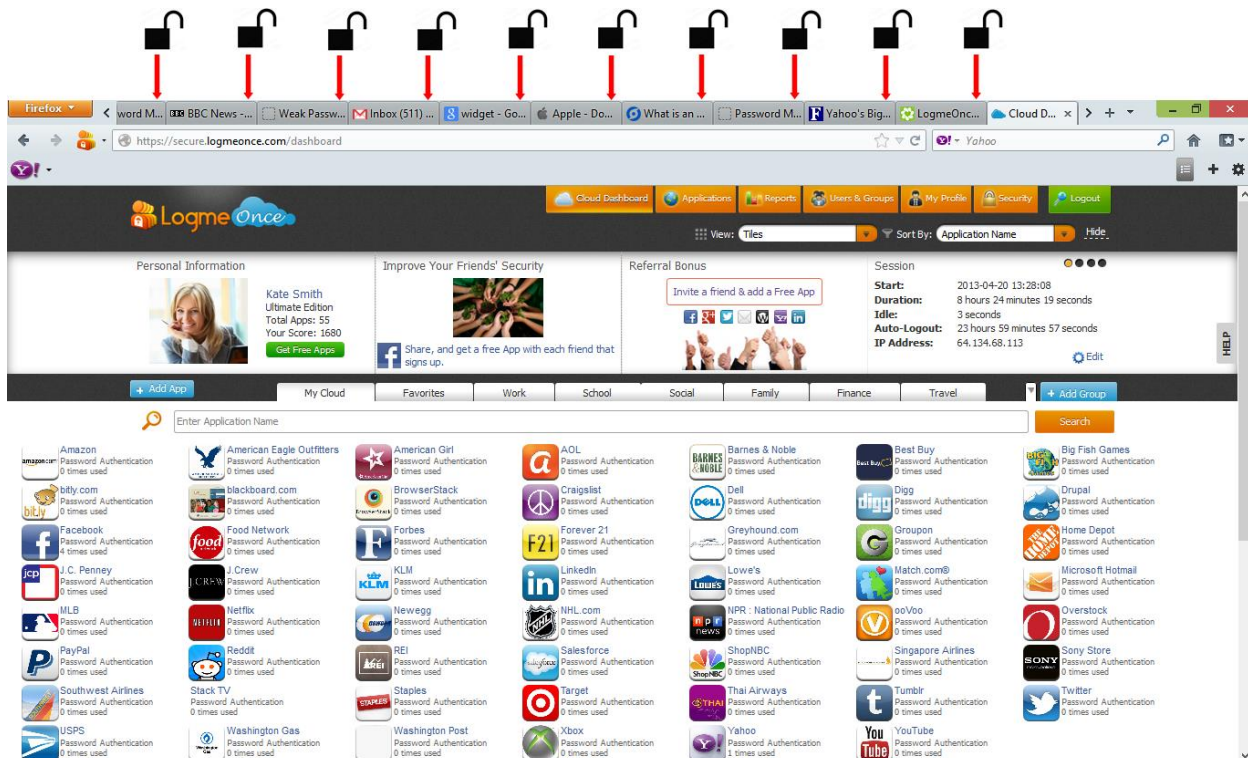 Firefox
word M...
BBC News -...
Weak Passw...
Inbox (511) ...
widget - Go...
Apple - Do...
What is an ...
Password M...
Yahoo's Big...
LogmeOnc...
Cloud D...
https://secure.logmeonce.com/dashboard
Yahoo
LogmeOnce
Cloud Dashboard
Applications
Reports
Users & Groups
My Profile
Security
Logout
View: Tiles
Sort By: Application Name
Hide
Personal Information
Kate Smith
Ultimate Edition
Total Apps: 55
Your Score: 1680
Get Free Apps
Improve Your Friends' Security
Share, and get a free App with each friend that
signs up.
Referral Bonus
Invite a friend & add a Free App
Session
Start: 2013-04-20 13:28:08
Duration: 8 hours 24 minutes 19 seconds
Idle: 3 seconds
Auto-Logout: 23 hours 59 minutes 57 seconds
IP Address: 64.134.68.113
Edit
HELP
+ Add App
My Cloud
Favorites
Work
School
Social
Family
Finance
Travel
+ Add Group
Enter Application Name
Search
Amazon
Password Authentication
0 times used
American Eagle Outfitters
Password Authentication
0 times used
American Girl
Password Authentication
0 times used
AOL
Password Authentication
0 times used
BARNES
&NOBLE
Barnes & Noble
Password Authentication
0 times used
Best Buy
Password Authentication
0 times used
Big Fish Games
Password Authentication
0 times used
bit.ly
bitly.com
Password Authentication
0 times used
blackboard.com
Password Authentication
0 times used
BrowserStack
Password Authentication
0 times used
Craigslist
Password Authentication
0 times used
DELL
Dell
Password Authentication
0 times used
digg
Digg
Password Authentication
0 times used
Drupal
Password Authentication
0 times used
Facebook
Password Authentication
4 times used
food
Food Network
Password Authentication
0 times used
F
Forbes
Password Authentication
0 times used
F21
Forever 21
Password Authentication
0 times used
Greyhound.com
Password Authentication
0 times used
Groupon
Password Authentication
0 times used
THE HOME DEPOT
Home Depot
Password Authentication
0 times used
jcp
J.C. Penney
Password Authentication
0 times used
J.CREW
J.Crew
Password Authentication
0 times used
KLM
KLM
Password Authentication
0 times used
in
LinkedIn
Password Authentication
0 times used
LOWE'S
Lowe's
Password Authentication
0 times used
Match.com®
Password Authentication
0 times used
Microsoft Hotmail
Password Authentication
0 times used
MLB
Password Authentication
0 times used
NETFLIX
Netflix
Password Authentication
0 times used
Newegg
Password Authentication
0 times used
NHL.com
Password Authentication
0 times used
npr
news
NPR : National Public Radio
Password Authentication
0 times used
ooVoo
Password Authentication
0 times used
Overstock
Password Authentication
0 times used
PayPal
Password Authentication
0 times used
Reddit
Password Authentication
0 times used
REI
Password Authentication
0 times used
Salesforce
Password Authentication
0 times used
ShopNBC
ShopNBC
Password Authentication
0 times used
Singapore Airlines
Password Authentication
0 times used
SONY
Sony Store
Password Authentication
0 times used
Southwest Airlines
Password Authentication
0 times used
Stack TV
Password Authentication
0 times used
STAPLES
Staples
Password Authentication
0 times used
Target
Password Authentication
0 times used
THAI
Thai Airways
Password Authentication
0 times used
Tumblr
Password Authentication
0 times used
Twitter
Password Authentication
0 times used
USPS
Password Authentication
0 times used
Washington Gas
Password Authentication
0 times used
Washington Post
Password Authentication
0 times used
Xbox
Password Authentication
0 times used
Yahoo
Password Authentication
1 times used
You
Tube
YouTube
Password Authentication
0 times used